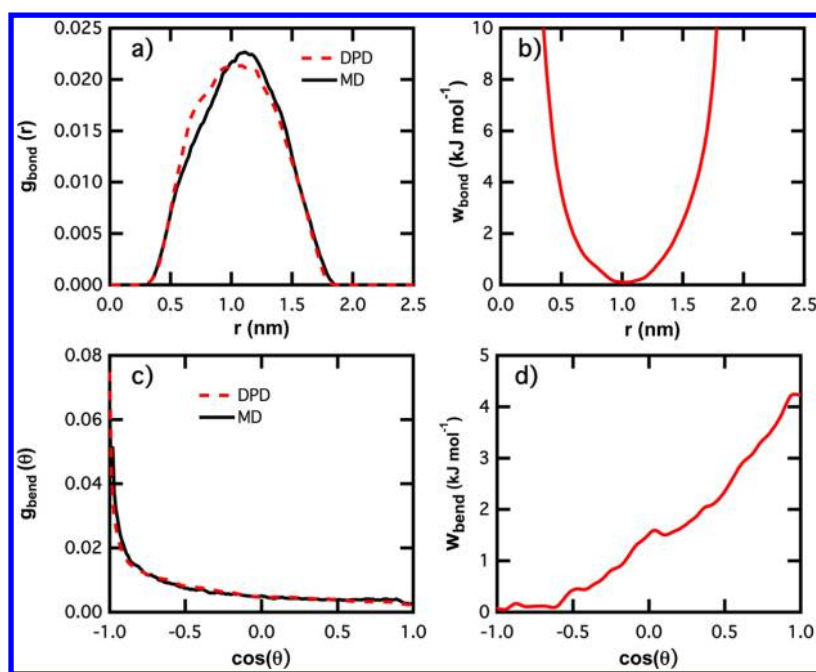 a)
DPD
MD
0.025
0.020
0.015
0.010
0.005
0.000
g_bond (r)
0.0 0.5 1.0 1.5 2.0 2.5
r (nm)
b)
10
8
6
4
2
0
w_bond (kJ mol⁻¹)
0.0 0.5 1.0 1.5 2.0 2.5
r (nm)
c)
DPD
MD
0.08
0.06
0.04
0.02
0.00
g_bend (θ)
-1.0 -0.5 0.0 0.5 1.0
cos(θ)
d)
5
4
3
2
1
0
w_bend (kJ mol⁻¹)
-1.0 -0.5 0.0 0.5 1.0
cos(θ)